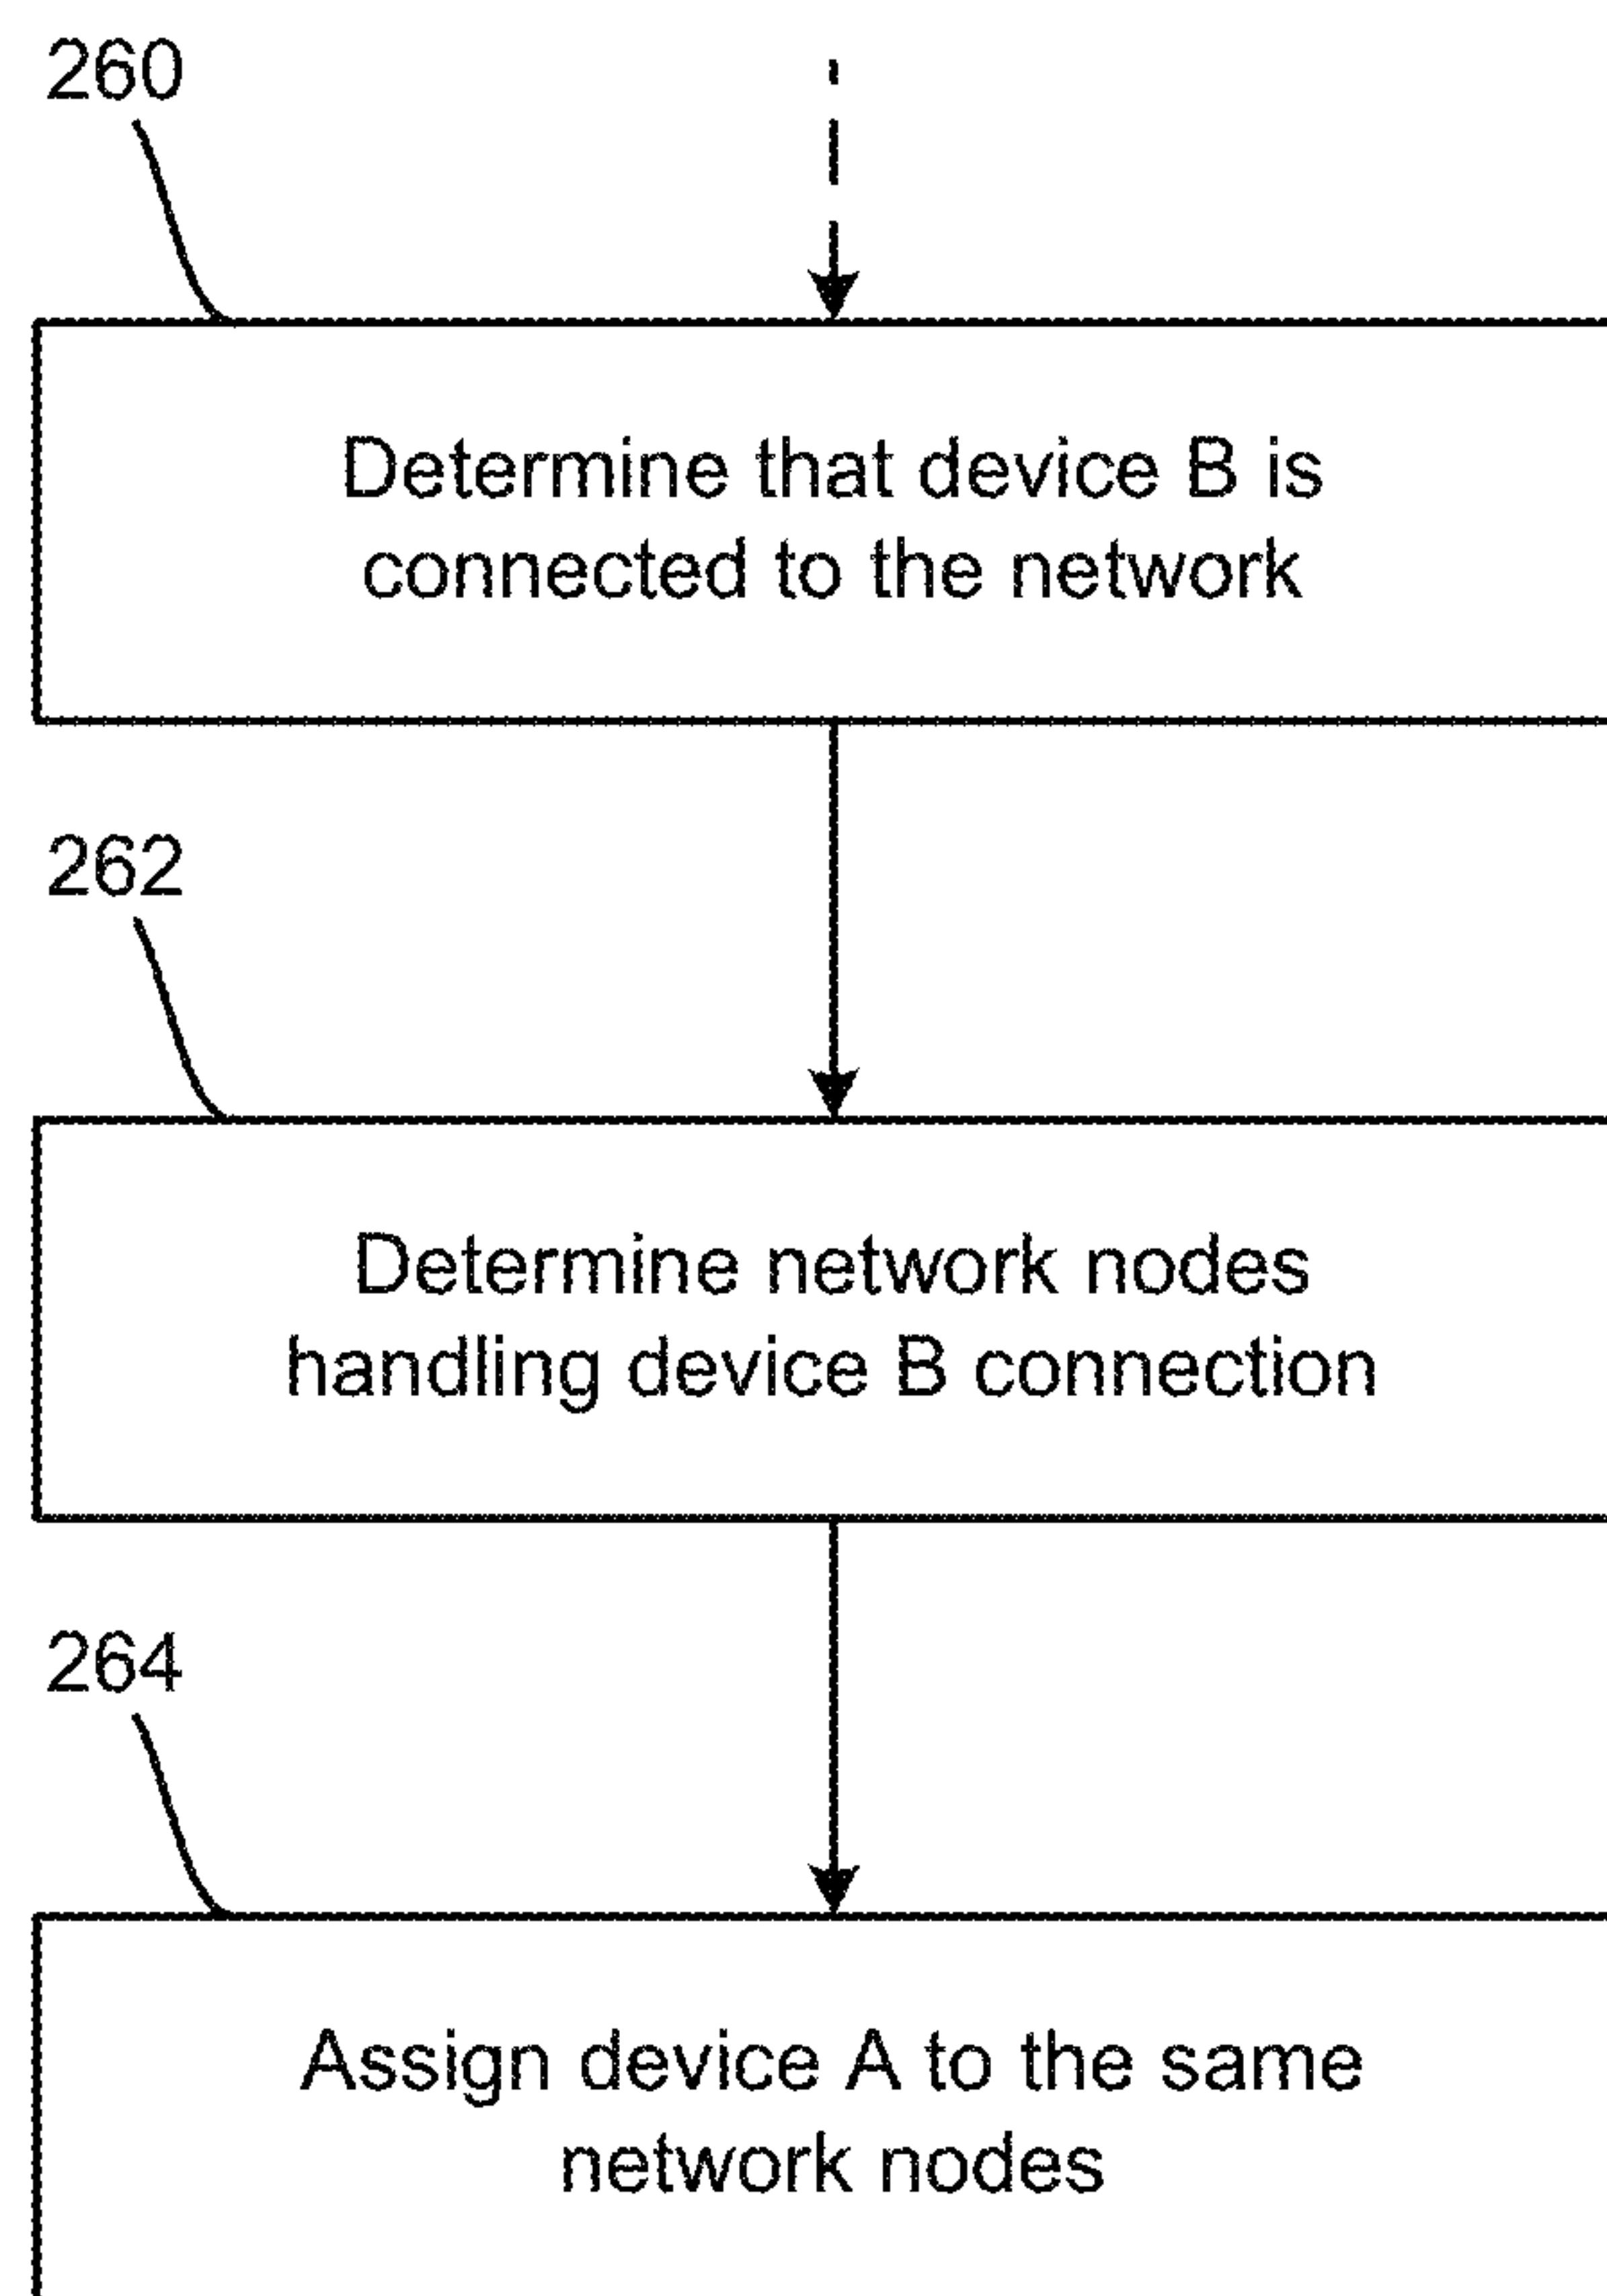 260
Determine that device B is
connected to the network
262
Determine network nodes
handling device B connection
264
Assign device A to the same
network nodes